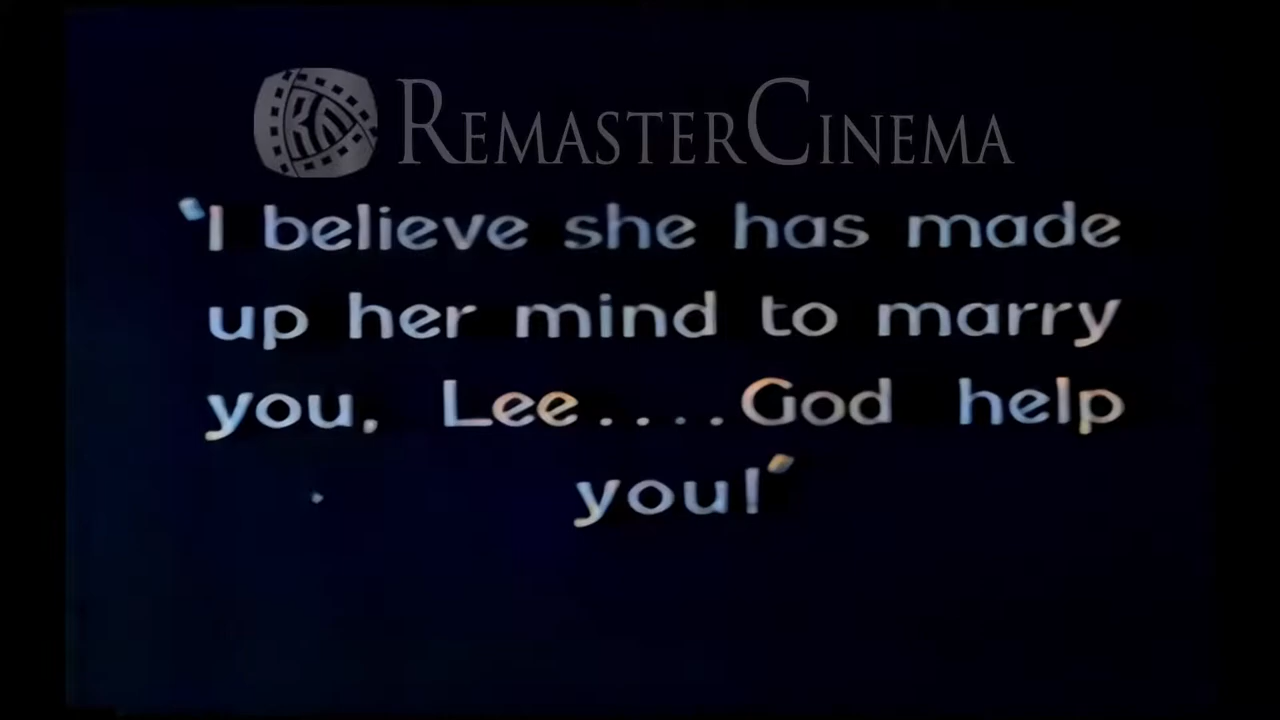 REMASTERCINEMA
"I believe she has made
up her mind to marry
you, Lee....God help
you!"